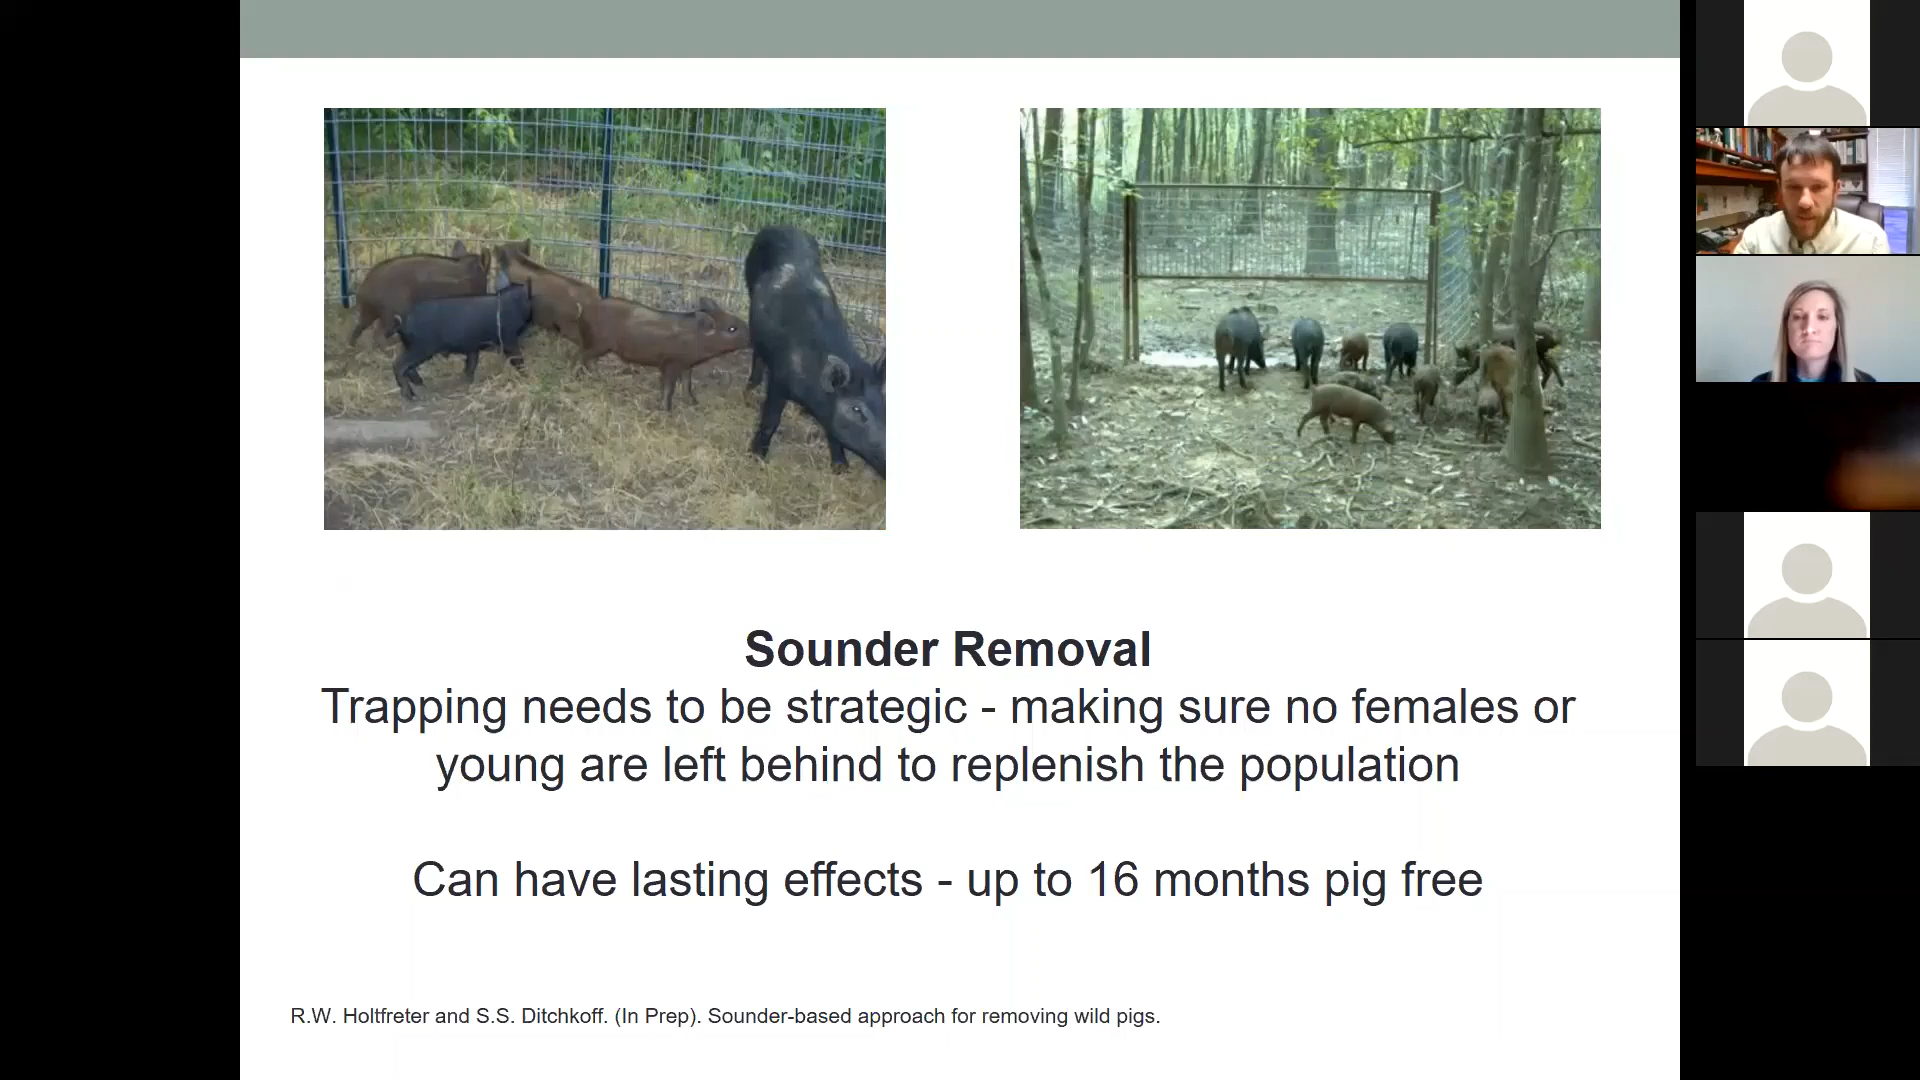 Sounder Removal
Trapping needs to be strategic - making sure no females or
young are left behind to replenish the population
Can have lasting effects - up to 16 months pig free
R.W. Holtfreter and S.S. Ditchkoff. (In Prep). Sounder-based approach for removing wild pigs.